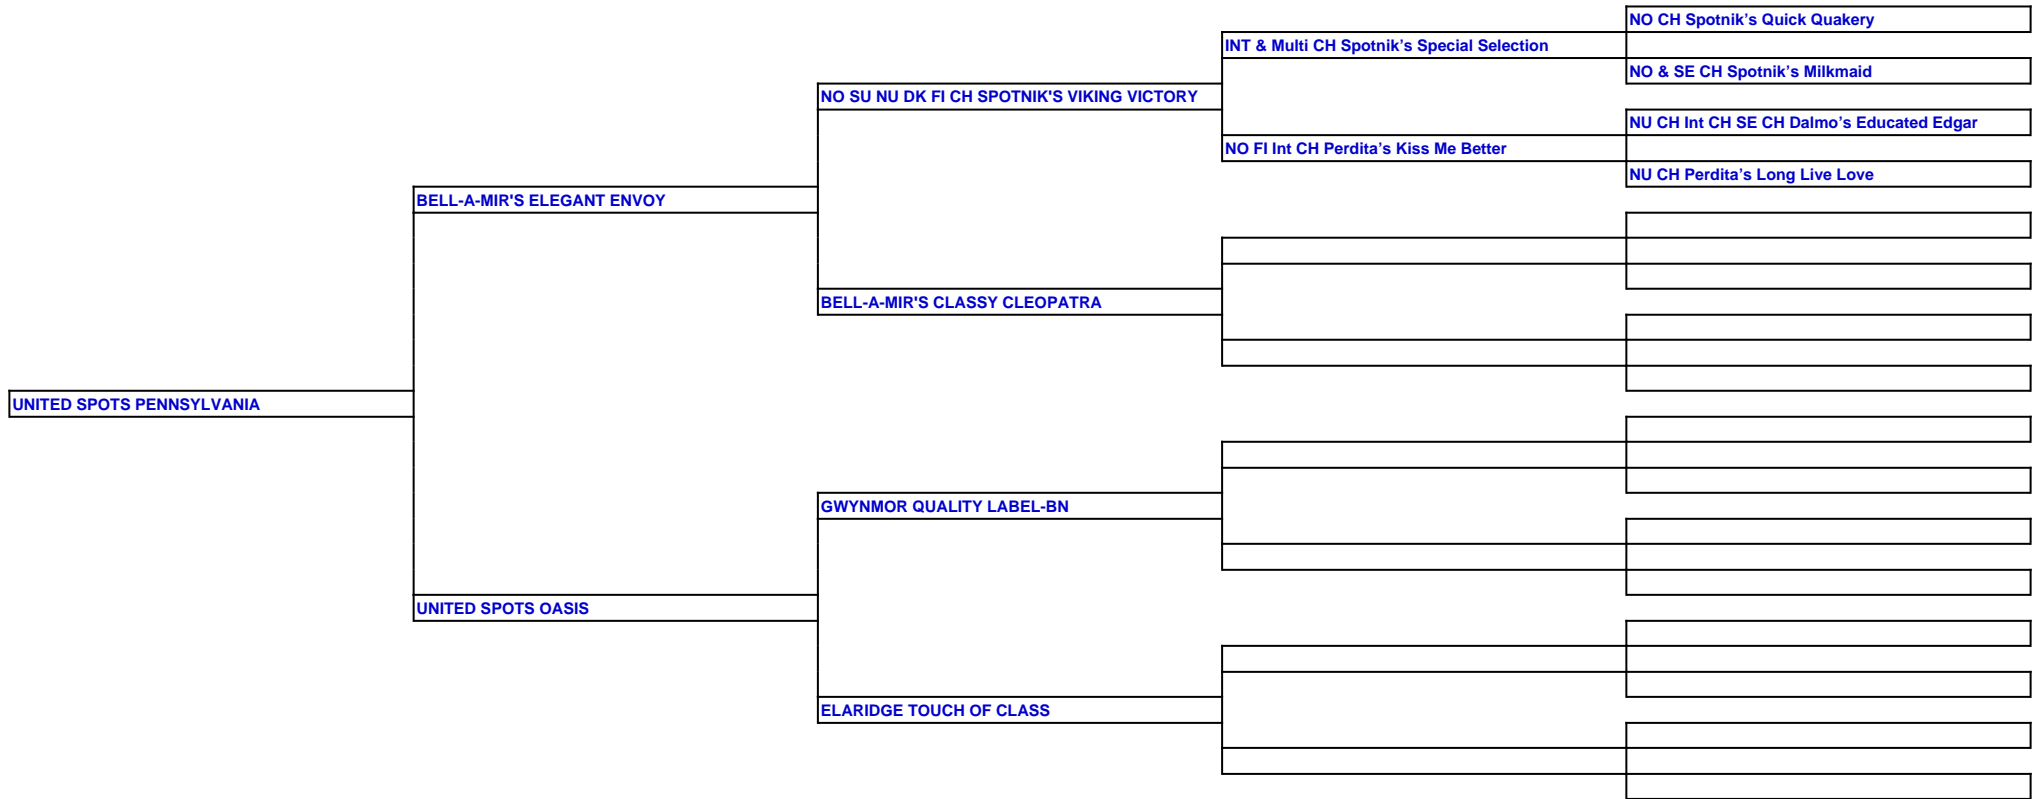 NO CH Spotnik’s Quick Quakery
INT & Multi CH Spotnik’s Special Selection
NO & SE CH Spotnik’s Milkmaid
NO SU NU DK FI CH SPOTNIK'S VIKING VICTORY
NU CH Int CH SE CH Dalmo’s Educated Edgar
NO FI Int CH Perdita’s Kiss Me Better
NU CH Perdita’s Long Live Love
BELL-A-MIR'S ELEGANT ENVOY
BELL-A-MIR'S CLASSY CLEOPATRA
UNITED SPOTS PENNSYLVANIA
GWYNMOR QUALITY LABEL-BN
UNITED SPOTS OASIS
ELARIDGE TOUCH OF CLASS